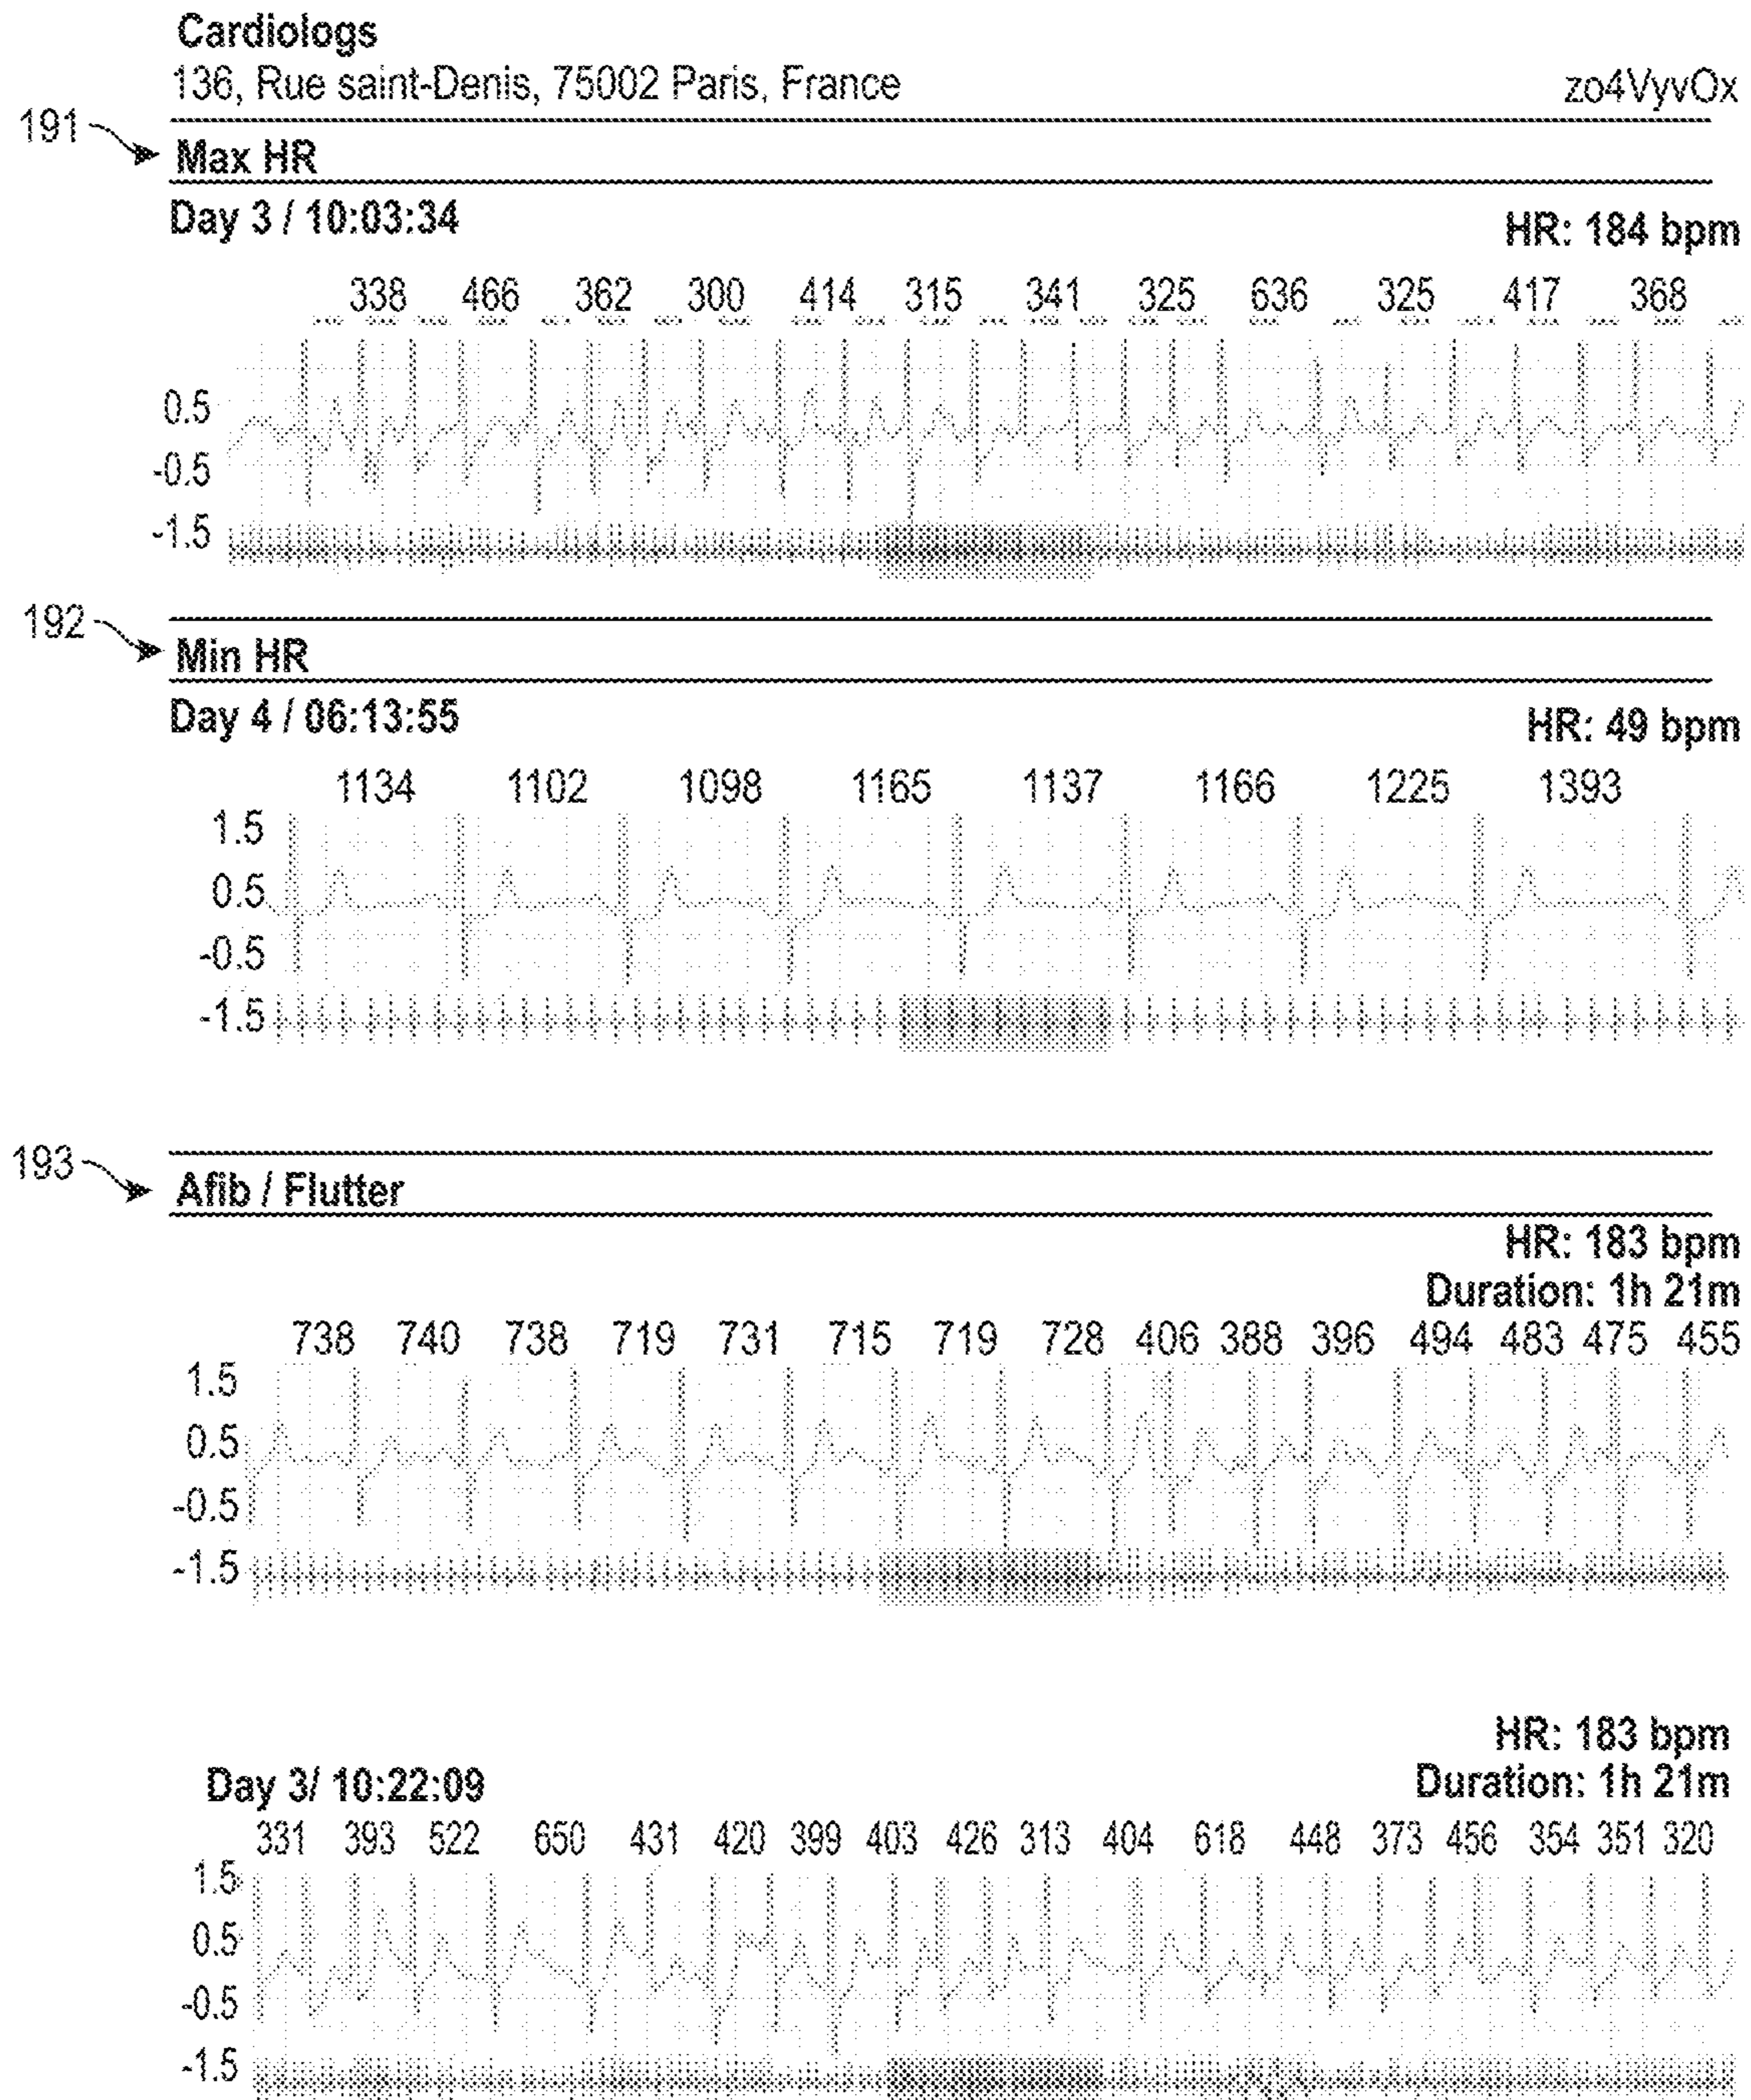 Cardiologs
136, Rue saint-Denis, 75002 Paris, France
zo4VyvOx
191
Max HR
Day 3 / 10:03:34
HR: 184 bpm
338 466 362 300 414 315 341 325 636 325 417 368
0.5
-0.5
-1.5
192
Min HR
Day 4 / 06:13:55
HR: 49 bpm
1134 1102 1098 1165 1137 1166 1225 1393
1.5
0.5
-0.5
-1.5
193
Afib / Flutter
HR: 183 bpm
Duration: 1h 21m
738 740 738 719 731 715 719 728 406 388 396 494 483 475 455
1.5
0.5
-0.5
-1.5
HR: 183 bpm
Day 3/ 10:22:09
Duration: 1h 21m
331 393 522 650 431 420 399 403 426 313 404 618 448 373 456 354 351 320
1.5
0.5
-0.5
-1.5